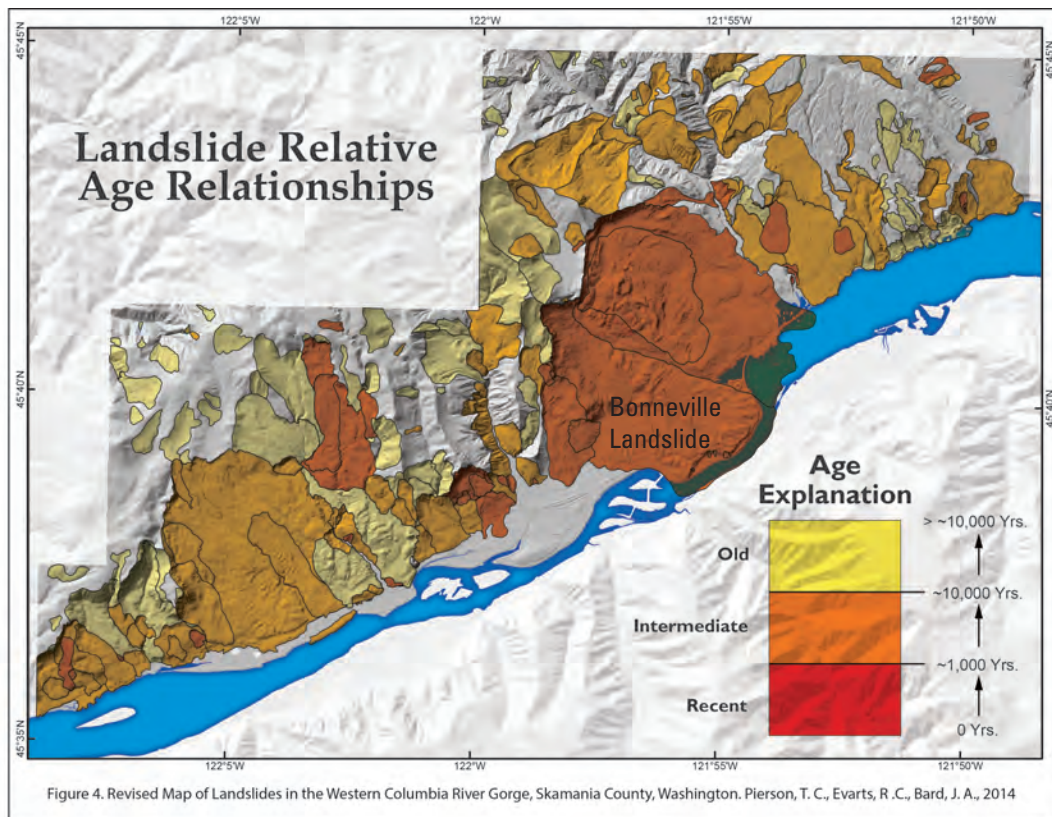 122°5'W
122°0'W
121°55'W
121°50'W
45°45'N
45°45'N
Landslide Relative
Age Relationships
45°40'N
45°40'N
Bonneville
Landslide
Age
Explanation
> ~10,000 Yrs.
Old
~10,000 Yrs.
Intermediate
~1,000 Yrs.
Recent
0 Yrs.
45°35'N
122°5'W
122°0'W
121°55'W
121°50'W
Figure 4. Revised Map of Landslides in the Western Columbia River Gorge, Skamania County, Washington. Pierson, T. C., Evarts, R .C., Bard, J. A., 2014